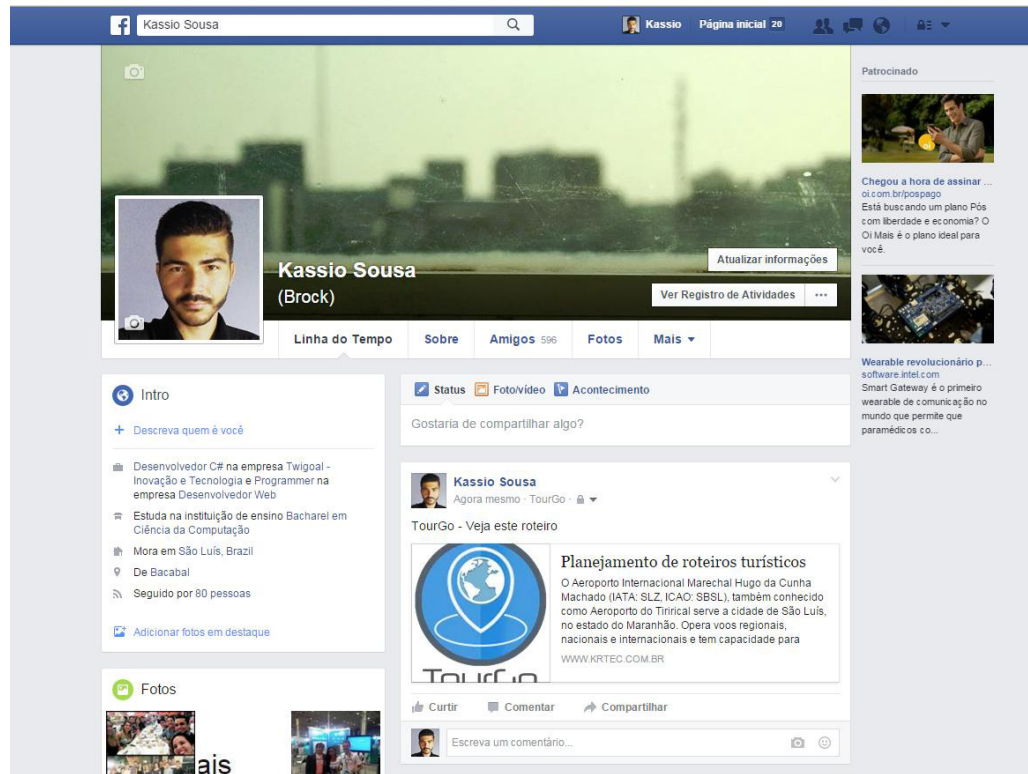 Kassio Sousa
Kassio
Página inicial 20
Patrocinado
Chegou a hora de assinar ...
oi.com.br/pospago
Está buscando um plano Pós
com liberdade e economia? O
Oi Mais é o plano ideal para
você.
Wearable revolucionário p...
software.intel.com
Smart Gateway é o primeiro
wearable de comunicação no
mundo que permite que
paramédicos co...
Kassio Sousa
(Brock)
Atualizar informações
Ver Registro de Atividades ...
Linha do Tempo Sobre Amigos 596 Fotos Mais
Intro
Descreva quem é você
Desenvolvedor C# na empresa Twigoal -
Inovação e Tecnologia e Programmer na
empresa Desenvolvedor Web
Estuda na instituição de ensino Bacharel em
Ciência da Computação
Mora em São Luís, Brazil
De Bacabal
Seguido por 80 pessoas
Adicionar fotos em destaque
Fotos
ais
Status Foto/vídeo Acontecimento
Gostaria de compartilhar algo?
Kassio Sousa
Agora mesmo · TourGo ·
TourGo - Veja este roteiro
TourGo
Planejamento de roteiros turísticos
O Aeroporto Internacional Marechal Hugo da Cunha
Machado (IATA: SLZ, ICAO: SBSL), também conhecido
como Aeroporto do Tirirical serve a cidade de São Luís,
no estado do Maranhão. Opera voos regionais,
nacionais e internacionais e tem capacidade para
WWW.KRTEC.COM.BR
Curtir Comentar Compartilhar
Escreva um comentário...